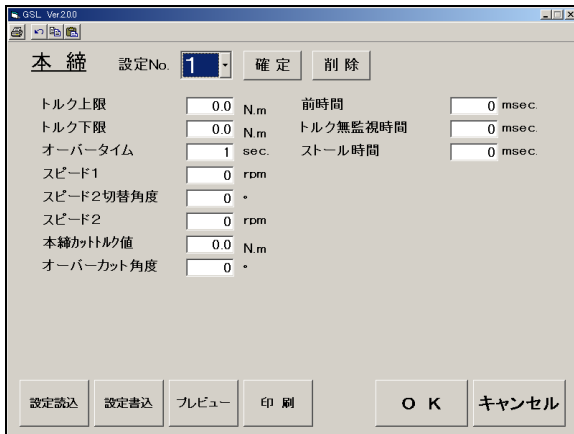 GSL Ver.2.0.0
本 締 設定No. 1 確 定 削 除
トルク上限 0.0 N.m 前時間 0 msec.
トルク下限 0.0 N.m トルク無監視時間 0 msec.
オーバータイム 1 sec. ストール時間 0 msec.
スピード1 0 rpm
スピード2切替角度 0 °
スピード2 0 rpm
本締カットトルク値 0.0 N.m
オーバーカット角度 0 °
設定読込 設定書込 プレビュー 印 刷 O K キャンセル